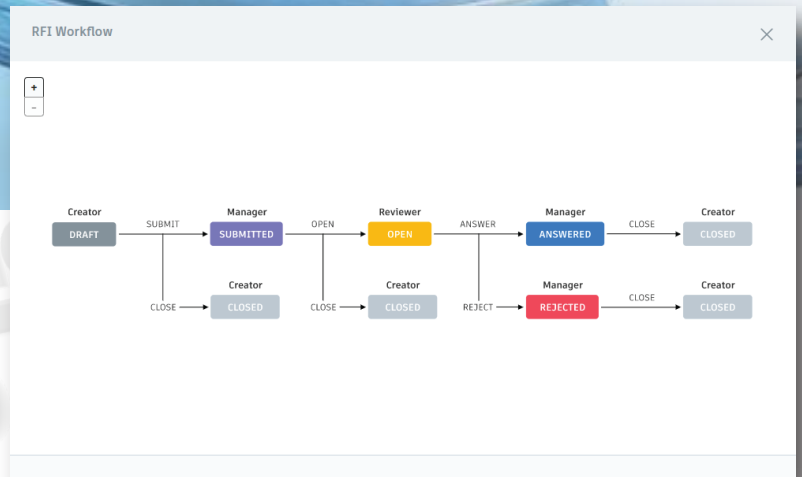 RFI Workflow
+
-
Creator
DRAFT
SUBMIT
Manager
SUBMITTED
OPEN
Reviewer
OPEN
ANSWER
Manager
ANSWERED
CLOSE
Creator
CLOSED
CLOSE
Creator
CLOSED
CLOSE
Creator
CLOSED
REJECT
Manager
REJECTED
CLOSE
Creator
CLOSED